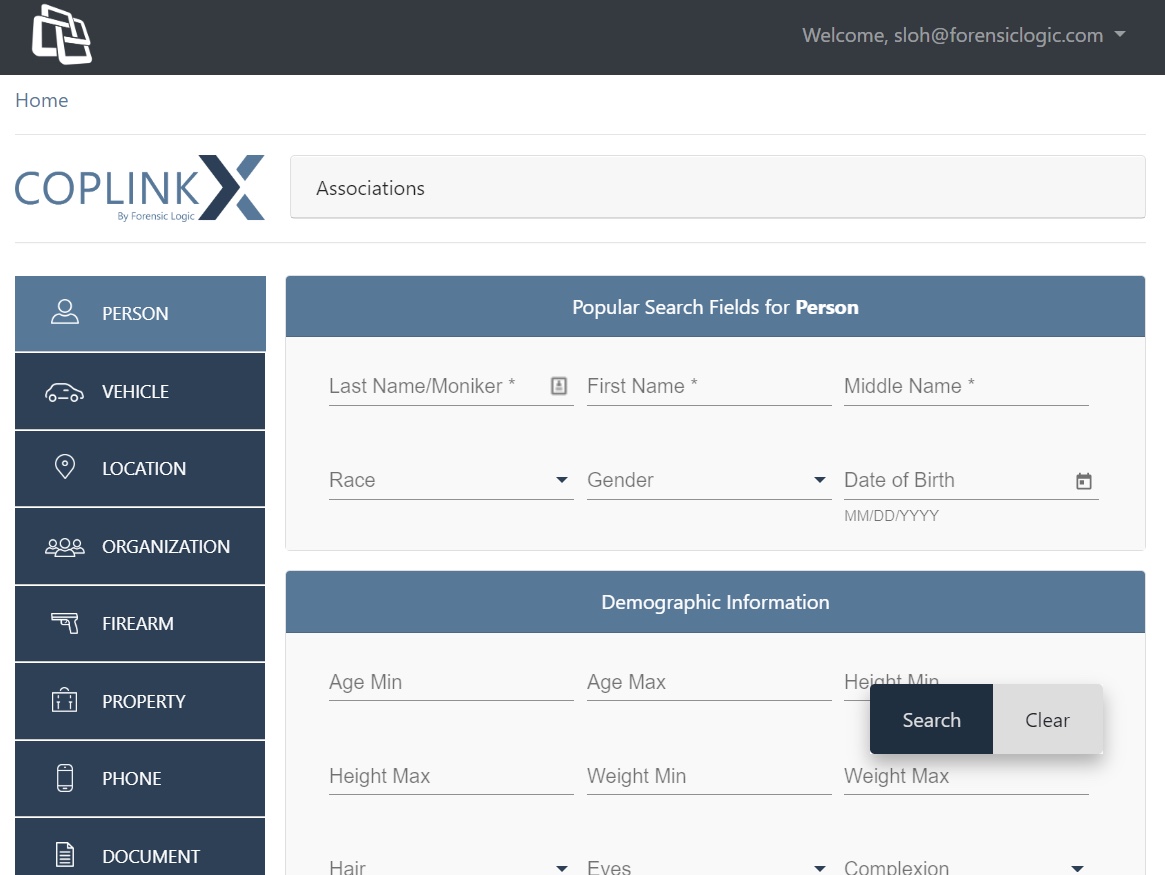 Welcome, sloh@forensiclogic.com
Home
COPLINK X
By Forensic Logic
Associations
PERSON
VEHICLE
LOCATION
ORGANIZATION
FIREARM
PROPERTY
PHONE
DOCUMENT
Popular Search Fields for Person
Last Name/Moniker * First Name * Middle Name *
Race Gender Date of Birth
MM/DD/YYYY
Demographic Information
Age Min Age Max Height Min
Search Clear
Height Max Weight Min Weight Max
Hair Eyes Complexion